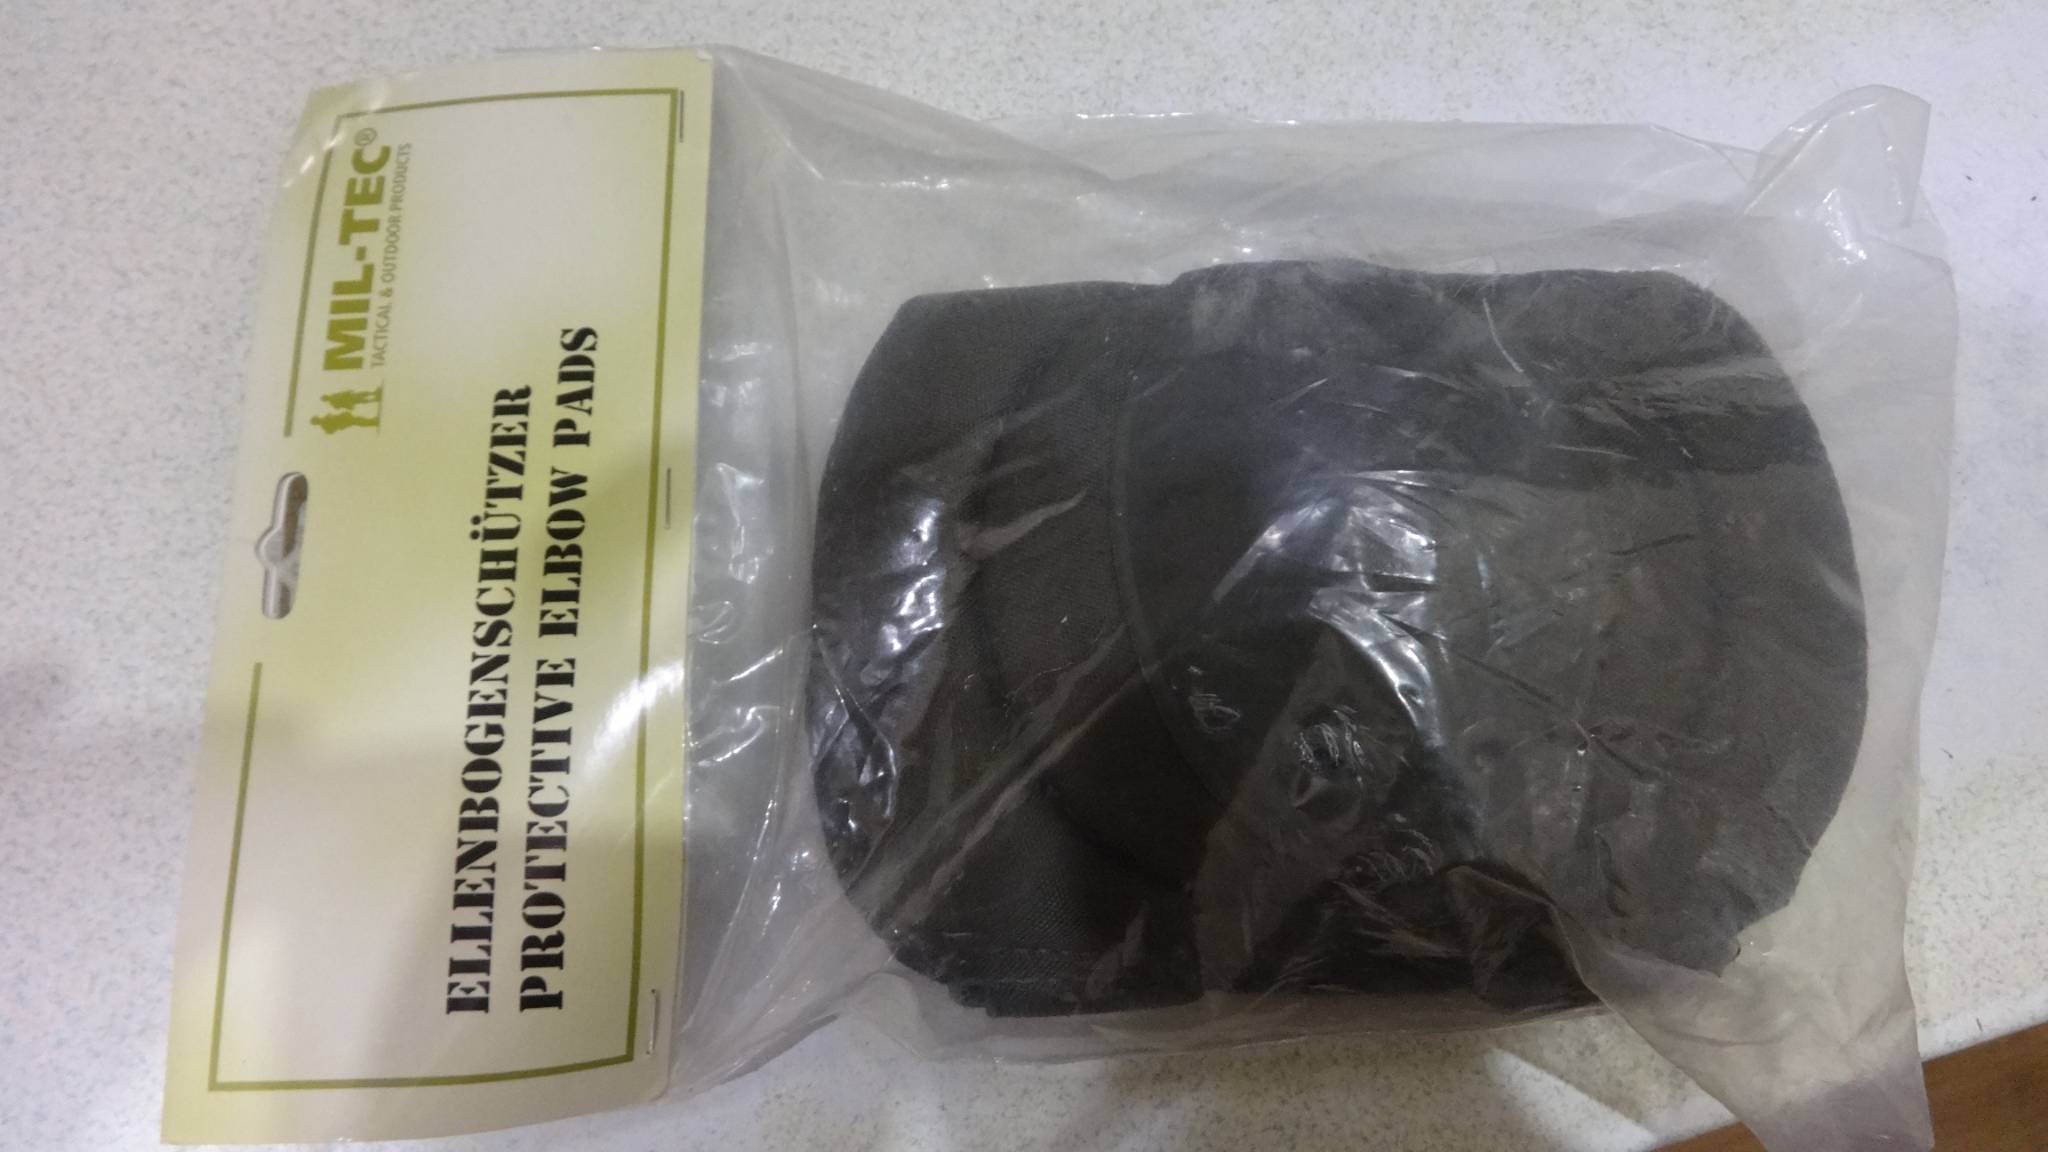 MIL-TEC®
TACTICAL & OUTDOOR PRODUCTS
ELLENBOGENSCHÜTZER
PROTECTIVE ELBOW PADS